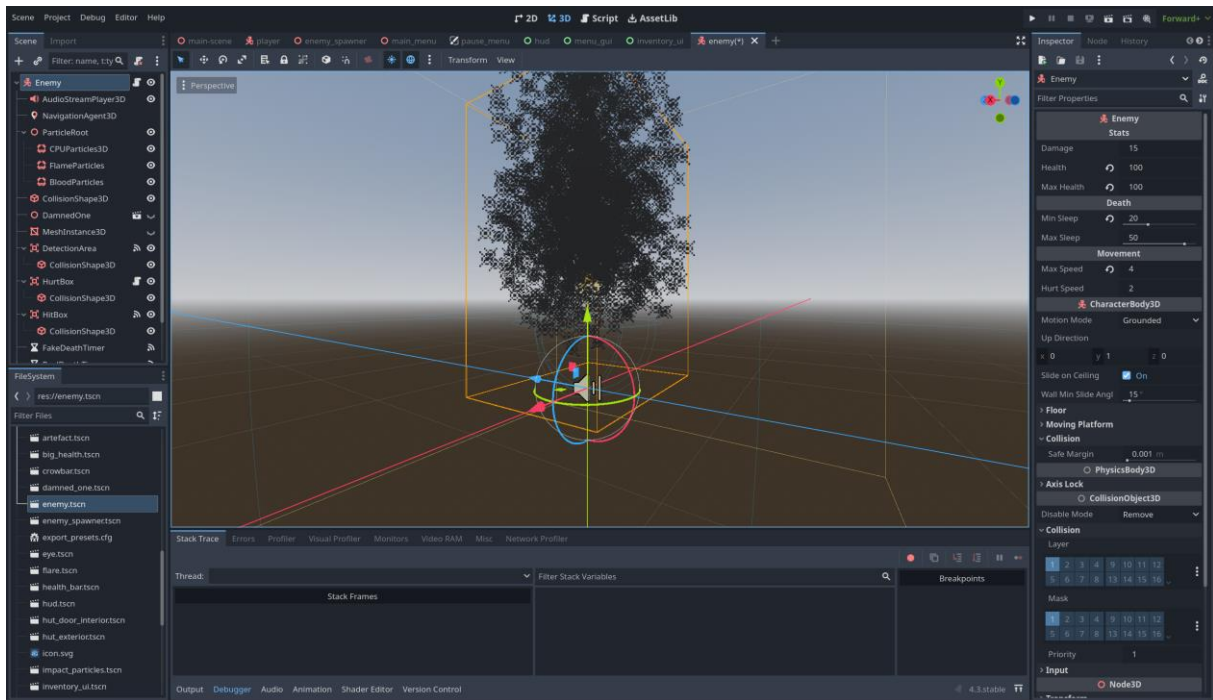 Scene Project Debug Editor Help
2D 3D Script AssetLib
Forward+
Scene Import
Filter: name, t:ty
Enemy
AudioStreamPlayer3D
NavigationAgent3D
ParticleRoot
CPUParticles3D
FlameParticles
BloodParticles
CollisionShape3D
DamnedOne
MeshInstance3D
DetectionArea
CollisionShape3D
HurtBox
CollisionShape3D
HitBox
CollisionShape3D
FakeDeathTimer
FileSystem
res://enemy.tscn
Filter Files
artefact.tscn
big_health.tscn
crowbar.tscn
damned_one.tscn
enemy.tscn
enemy_spawner.tscn
export_presets.cfg
eye.tscn
flare.tscn
health_bar.tscn
hud.tscn
hut_door_interior.tscn
hut_exterior.tscn
icon.svg
impact_particles.tscn
inventory_ui.tscn
main-scene player enemy_spawner main_menu pause_menu hud menu_gui inventory_ui enemy(*)
Transform View
Perspective
Y
X
Stack Trace Errors Profiler Visual Profiler Monitors Video RAM Misc Network Profiler
Thread: Filter Stack Variables Breakpoints
Stack Frames
Output Debugger Audio Animation Shader Editor Version Control 4.3.stable
Inspector Node History
Enemy
Filter Properties
Enemy
Stats
Damage 15
Health 100
Max Health 100
Death
Min Sleep 20
Max Sleep 50
Movement
Max Speed 4
Hurt Speed 2
CharacterBody3D
Motion Mode Grounded
Up Direction
x 0 y 1 z 0
Slide on Ceiling On
Wall Min Slide Angl 15 °
Floor
Moving Platform
Collision
Safe Margin 0.001 m
PhysicsBody3D
Axis Lock
CollisionObject3D
Disable Mode Remove
Collision
Layer
1 2 3 4 9 10 11 12
5 6 7 8 13 14 15 16
Mask
1 2 3 4 9 10 11 12
5 6 7 8 13 14 15 16
Priority 1
Input
Node3D